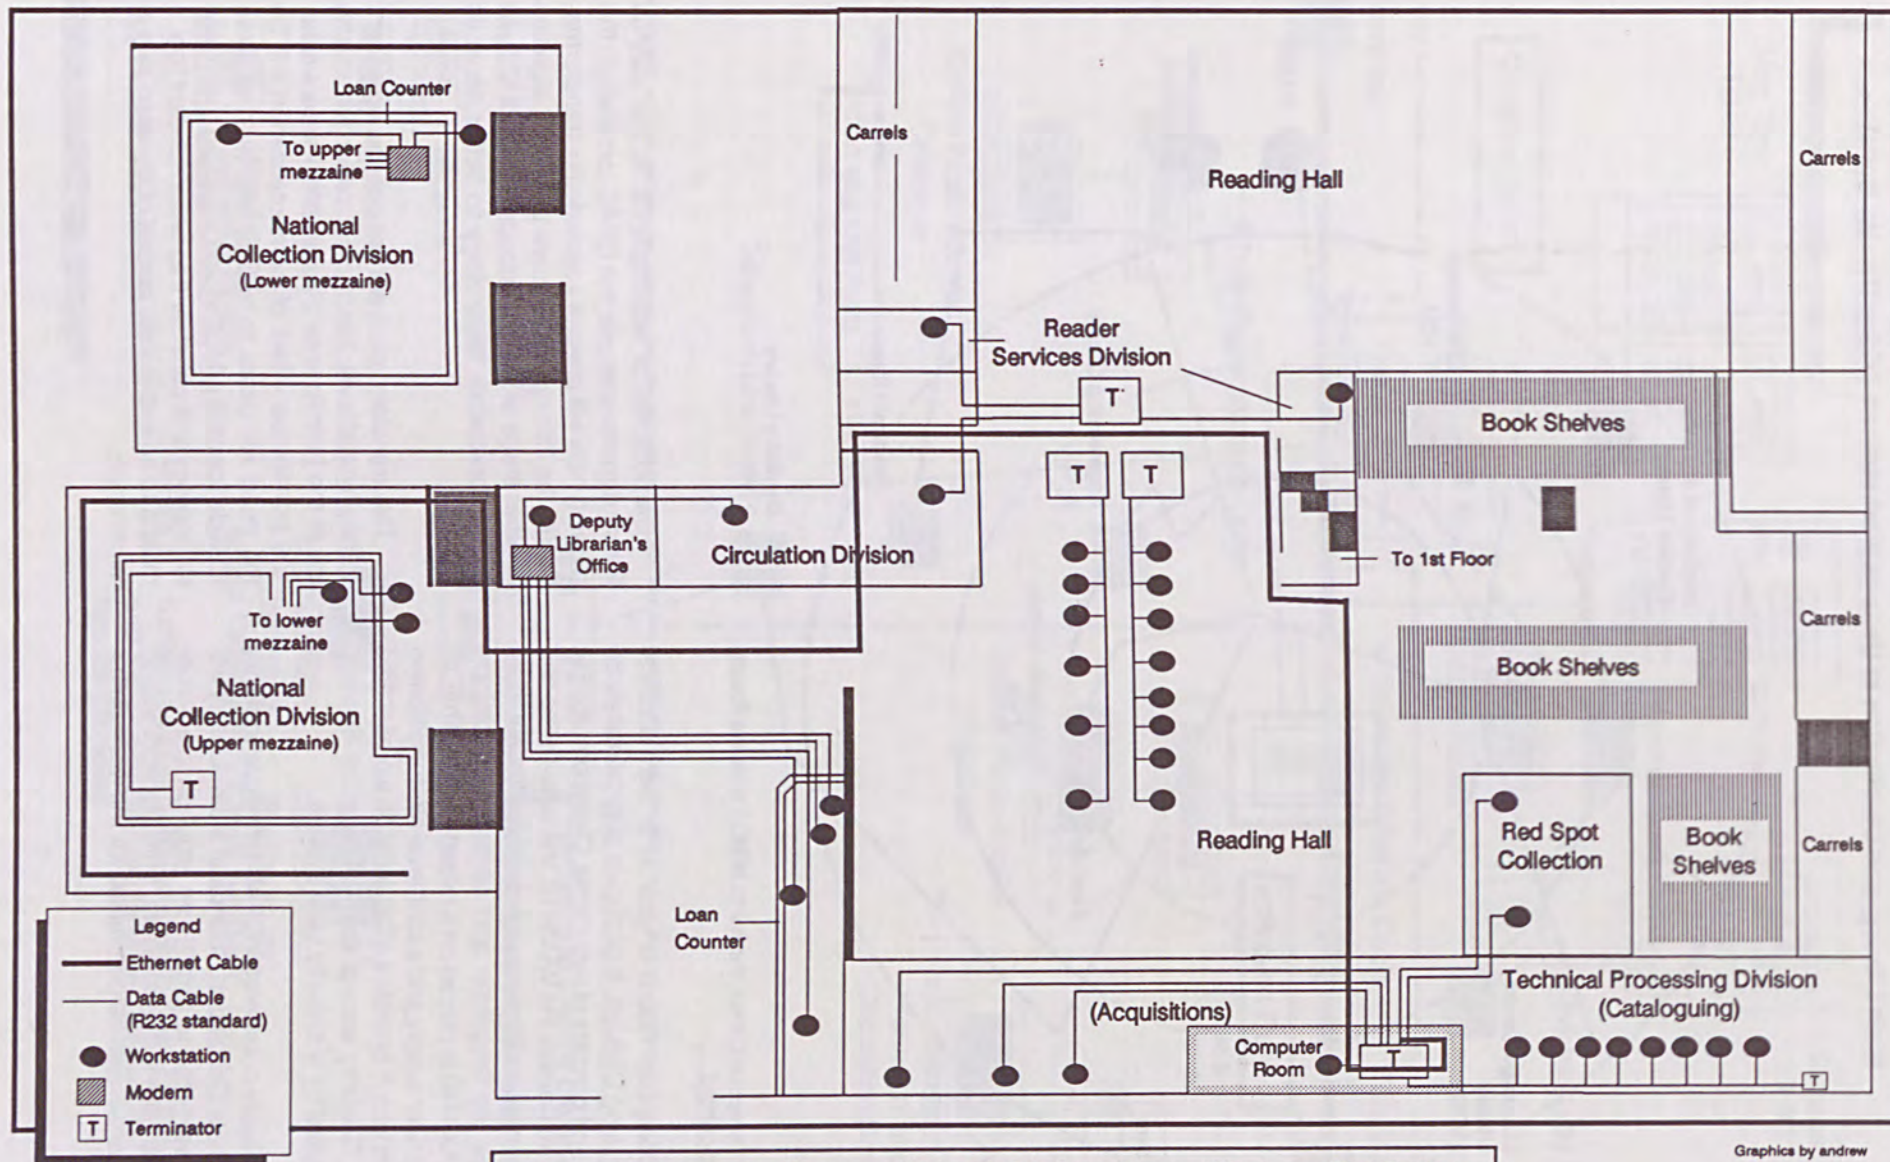 Loan Counter
To upper
mezzaine
National
Collection Division
(Lower mezzaine)
Carrels
Reading Hall
Carrels
Reader
Services Division
T
Book Shelves
T
T
Deputy
Librarian's
Office
Circulation Division
To 1st Floor
To lower
mezzaine
National
Collection Division
(Upper mezzaine)
T
Carrels
Book Shelves
Reading Hall
Red Spot
Collection
Book
Shelves
Carrels
Loan
Counter
Legend
Ethernet Cable
Data Cable
(R232 standard)
Workstation
Modem
T
Terminator
(Acquisitions)
Computer
Room
T
Technical Processing Division
(Cataloguing)
T
Graphics by andrew